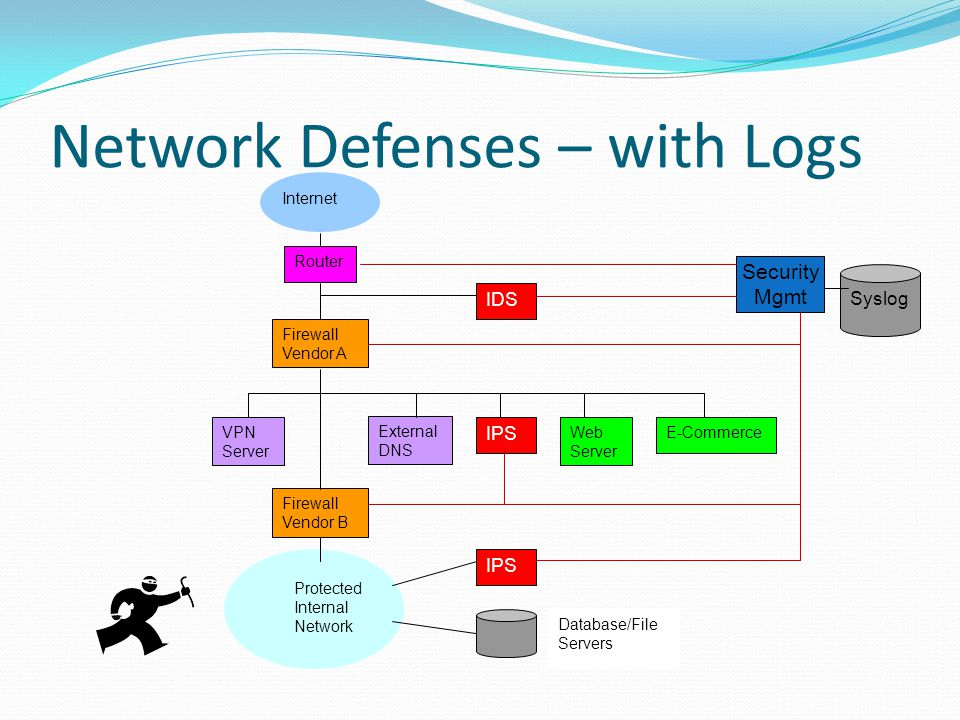 Network Defenses – with Logs
Internet
Router
Security
Mgmt
Syslog
IDS
Firewall
Vendor A
VPN
Server
External
DNS
IPS
Web
Server
E-Commerce
Firewall
Vendor B
IPS
Protected
Internal
Network
Database/File
Servers